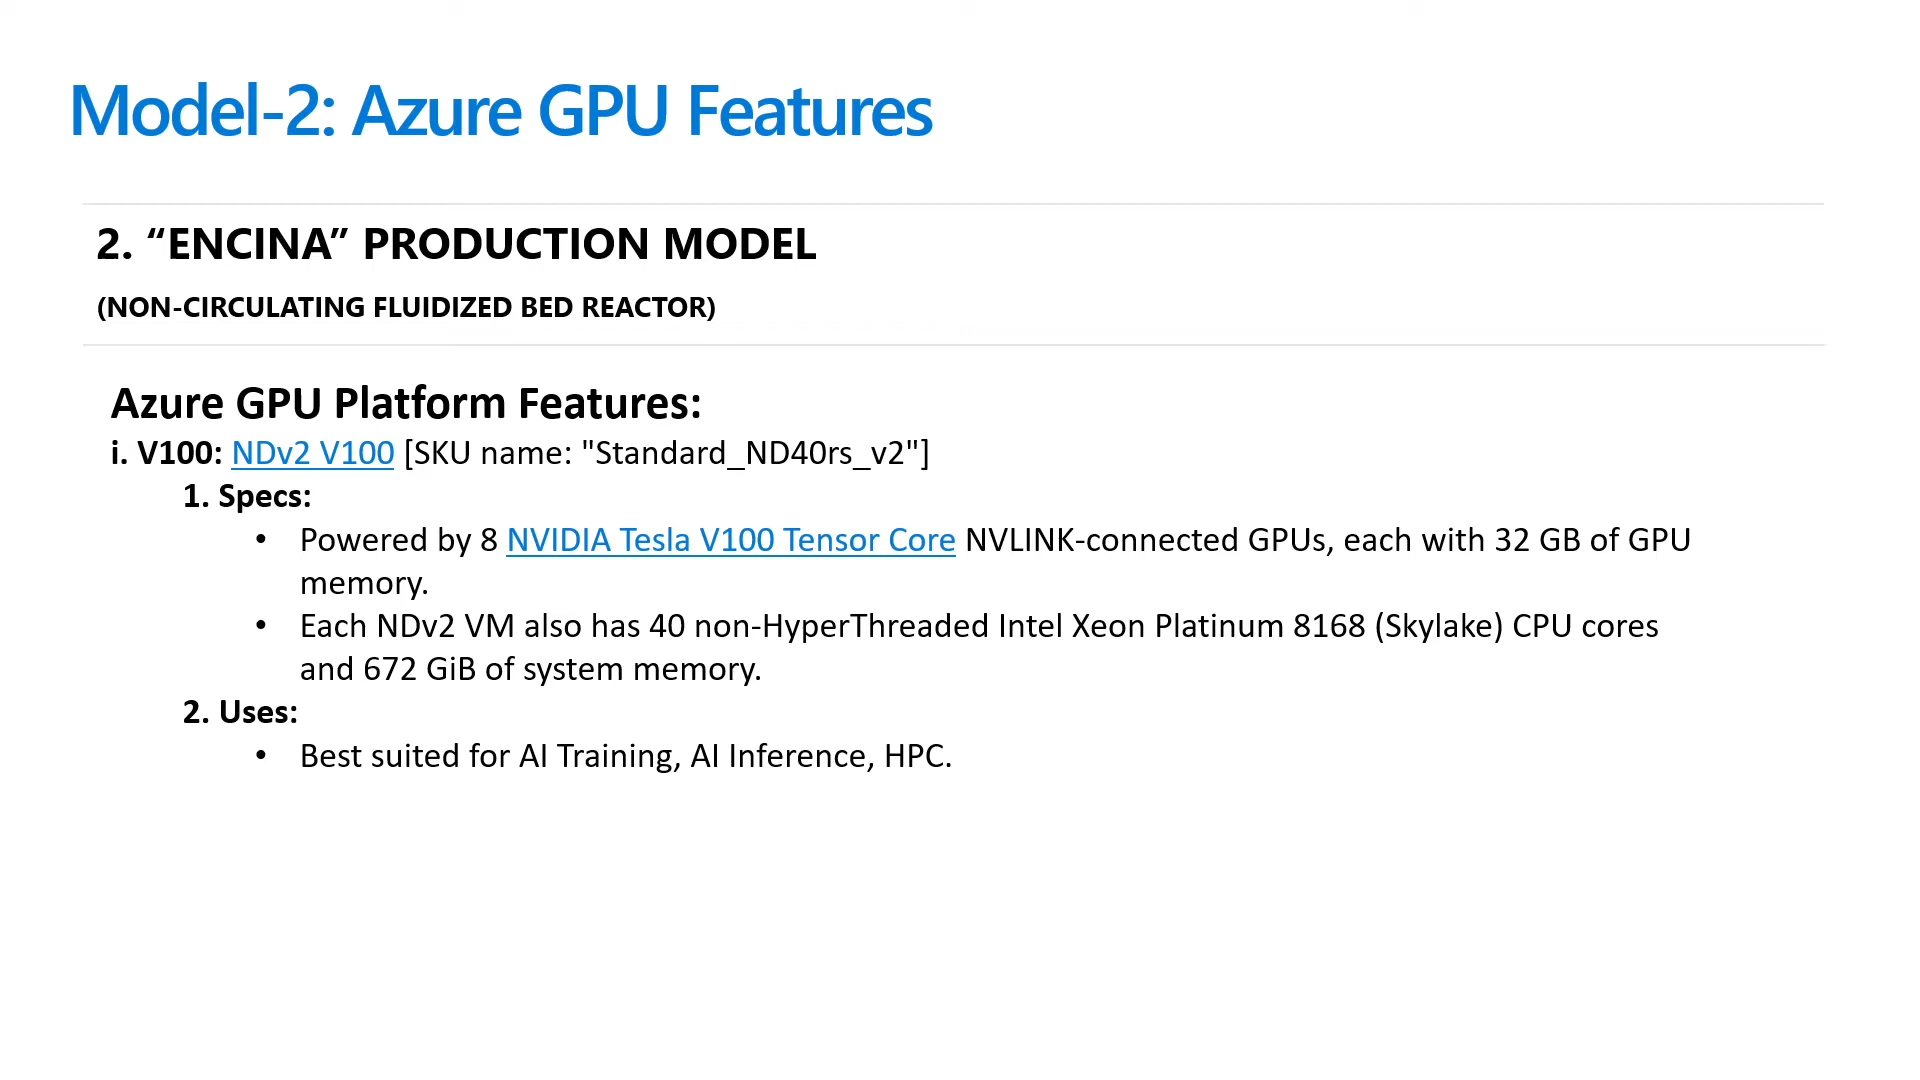 Model-2: Azure GPU Features
2. “ENCINA” PRODUCTION MODEL
(NON-CIRCULATING FLUIDIZED BED REACTOR)
Azure GPU Platform Features:
i. V100: NDv2 V100 [SKU name: "Standard_ND40rs_v2"]
1. Specs:
• Powered by 8 NVIDIA Tesla V100 Tensor Core NVLINK-connected GPUs, each with 32 GB of GPU
memory.
• Each NDv2 VM also has 40 non-HyperThreaded Intel Xeon Platinum 8168 (Skylake) CPU cores
and 672 GiB of system memory.
2. Uses:
• Best suited for AI Training, AI Inference, HPC.